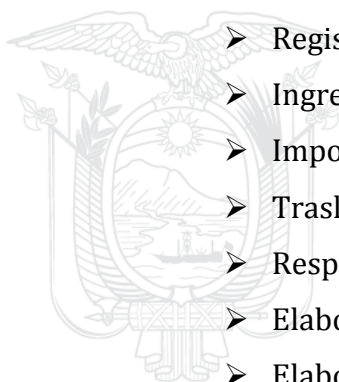 ➢ Regis
➢ Ingre
➢ Impo
➢ Trasl
➢ Resp
➢ Elabo
➢ Elabo